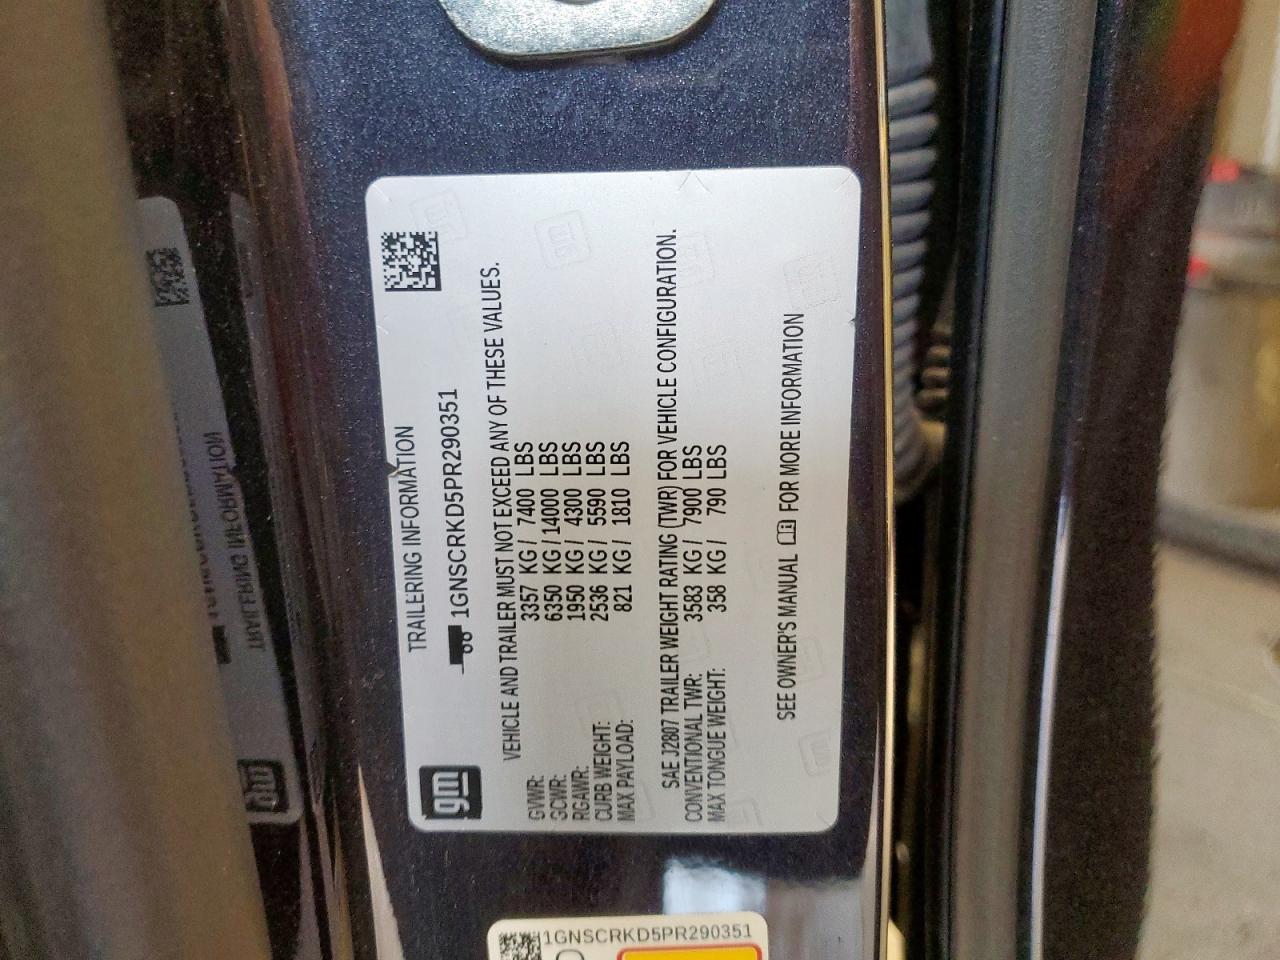 gm
TRAILERING INFORMATION
1GNSCRKD5PR290351
VEHICLE AND TRAILER MUST NOT EXCEED ANY OF THESE VALUES.
GVWR: 3357 KG / 7400 LBS
GCWR: 6350 KG / 14000 LBS
RGAWR: 1950 KG / 4300 LBS
CURB WEIGHT: 2536 KG / 5590 LBS
MAX PAYLOAD: 821 KG / 1810 LBS
SAE J2807 TRAILER WEIGHT RATING (TWR) FOR VEHICLE CONFIGURATION.
CONVENTIONAL TWR: 3583 KG / 7900 LBS
MAX TONGUE WEIGHT: 358 KG / 790 LBS
SEE OWNER'S MANUAL FOR MORE INFORMATION
1GNSCRKD5PR290351